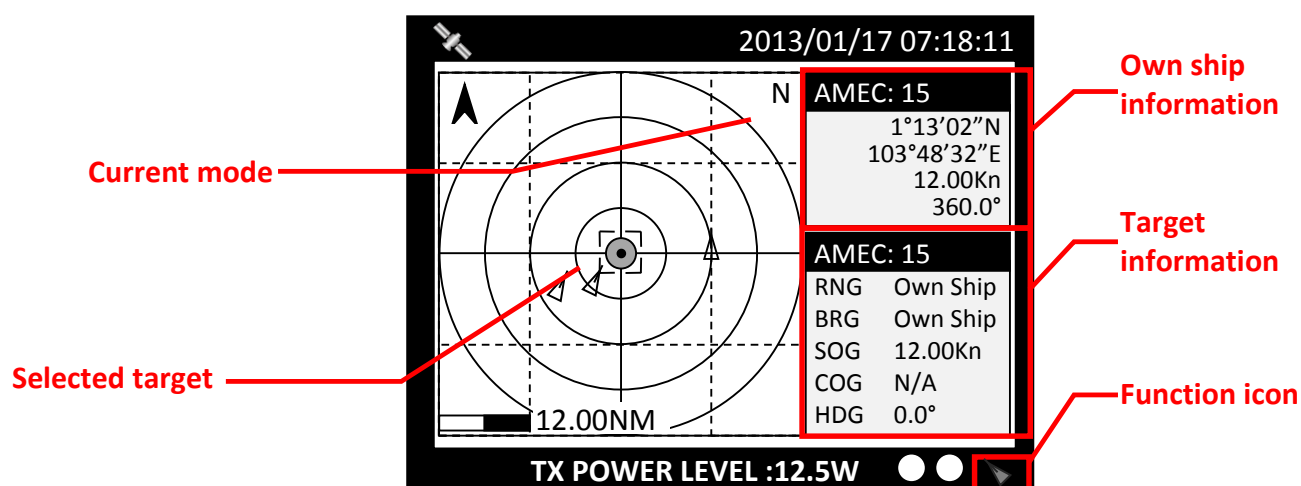 2013/01/17 07:18:11
Own ship
information
N
AMEC: 15
1°13’02”N
103°48’32”E
12.00Kn
360.0°
Current mode
Target
information
AMEC: 15
RNG Own Ship
BRG Own Ship
SOG 12.00Kn
COG N/A
HDG 0.0°
Selected target
Function icon
12.00NM
TX POWER LEVEL :12.5W